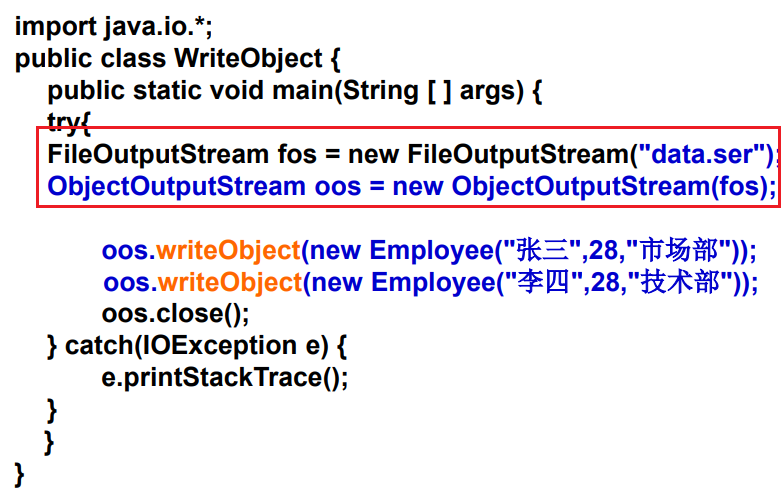 import java.io.*;
public class WriteObject {
public static void main(String [ ] args) {
try{
FileOutputStream fos = new FileOutputStream("data.ser");
ObjectOutputStream oos = new ObjectOutputStream(fos);
oos.writeObject(new Employee("张三",28,"市场部"));
oos.writeObject(new Employee("李四",28,"技术部"));
oos.close();
} catch(IOException e) {
e.printStackTrace();
}
}
}